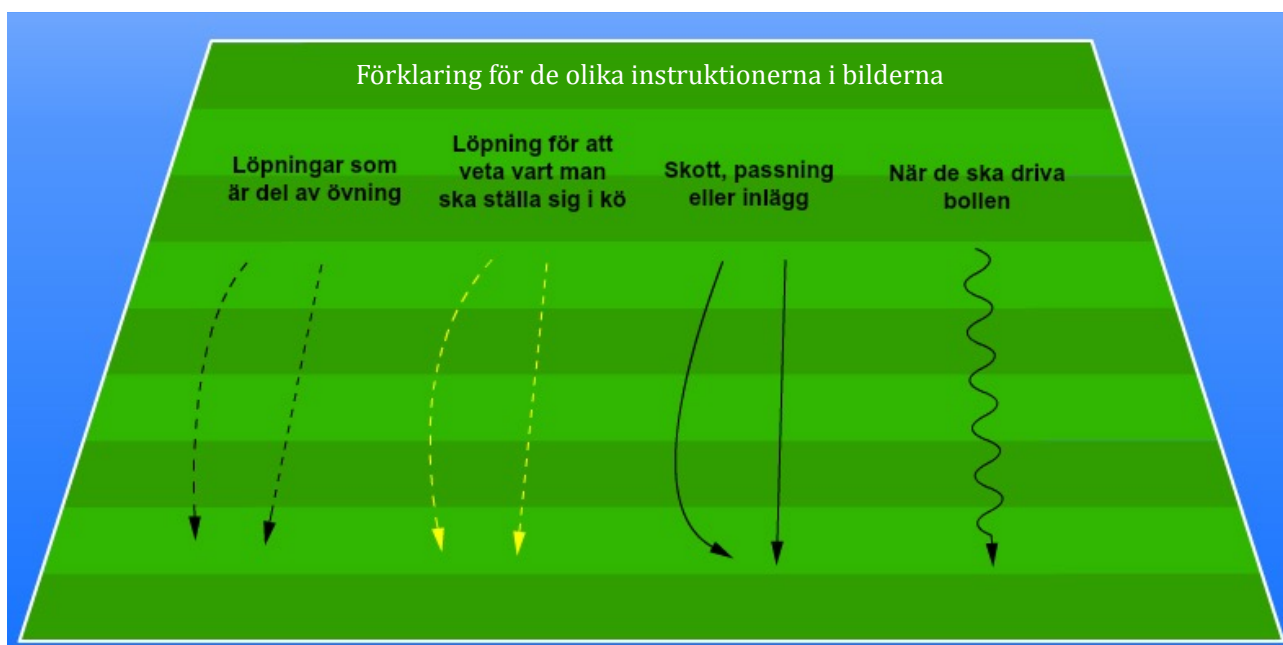 Förklaring för de olika instruktionerna i bilderna
Löpningar som
är del av övning
Löpning för att
veta vart man
ska ställa sig i kö
Skott, passning
eller inlägg
När de ska driva
bollen